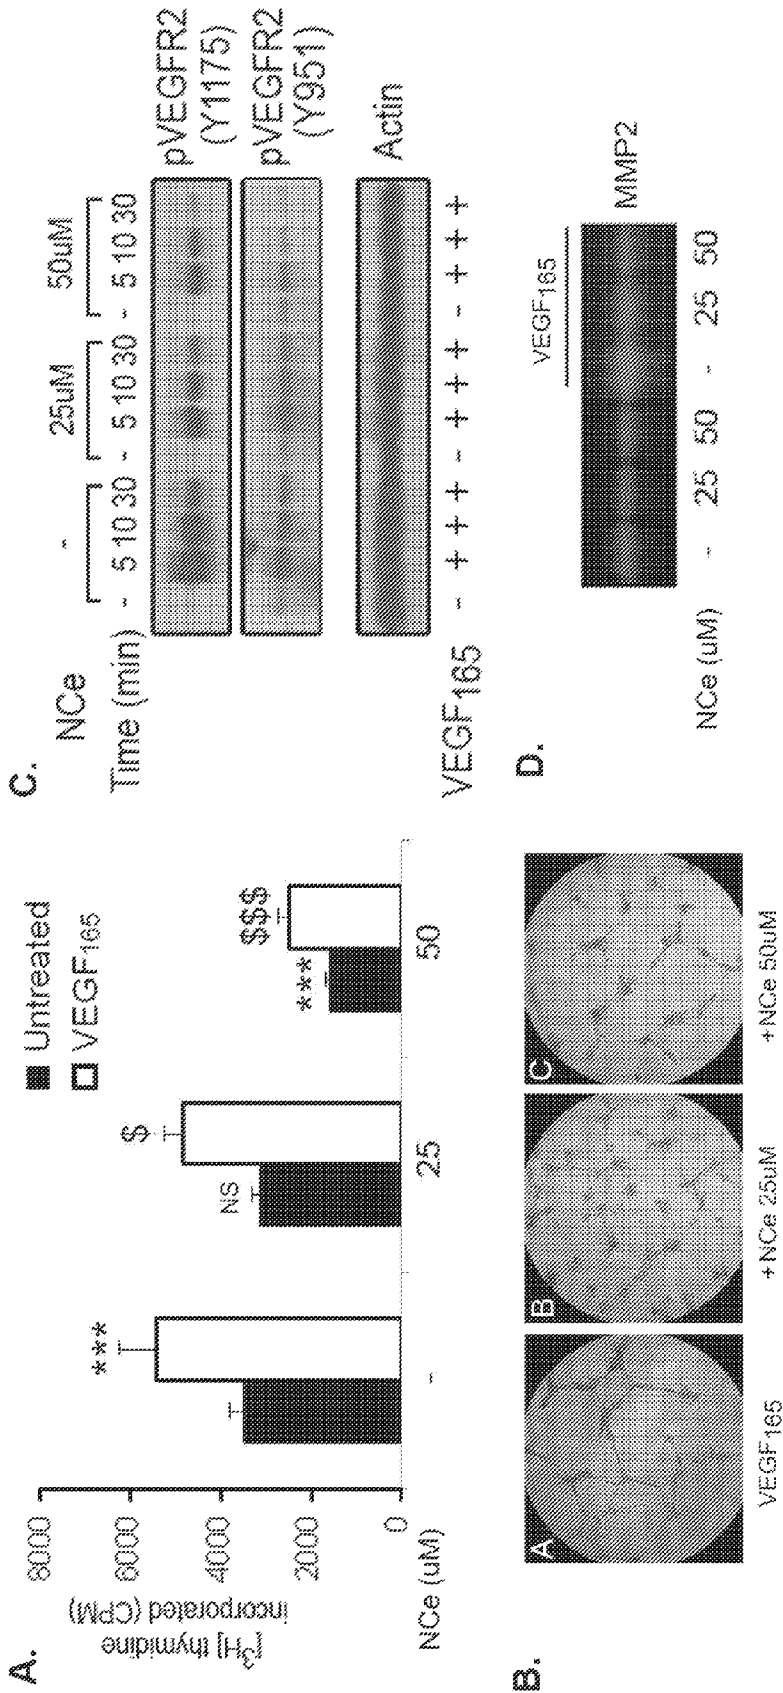 A.
[³H] thymidine
incorporated (CPM)
8000
6000
4000
2000
0
Untreated
VEGF₁₆₅
***
NS
$
***
$$$
NCe (uM) - 25 50
B.
A
B
C
VEGF₁₆₅
+NCe 25uM
+NCe 50uM
C.
NCe - 25uM 50uM
Time (min) - 5 10 30 - 5 10 30 - 5 10 30
pVEGFR2
(Y1175)
pVEGFR2
(Y951)
Actin
VEGF₁₆₅ - + + + - + + + - + + +
D.
VEGF₁₆₅
MMP2
NCe (uM) - 25 50 - 25 50